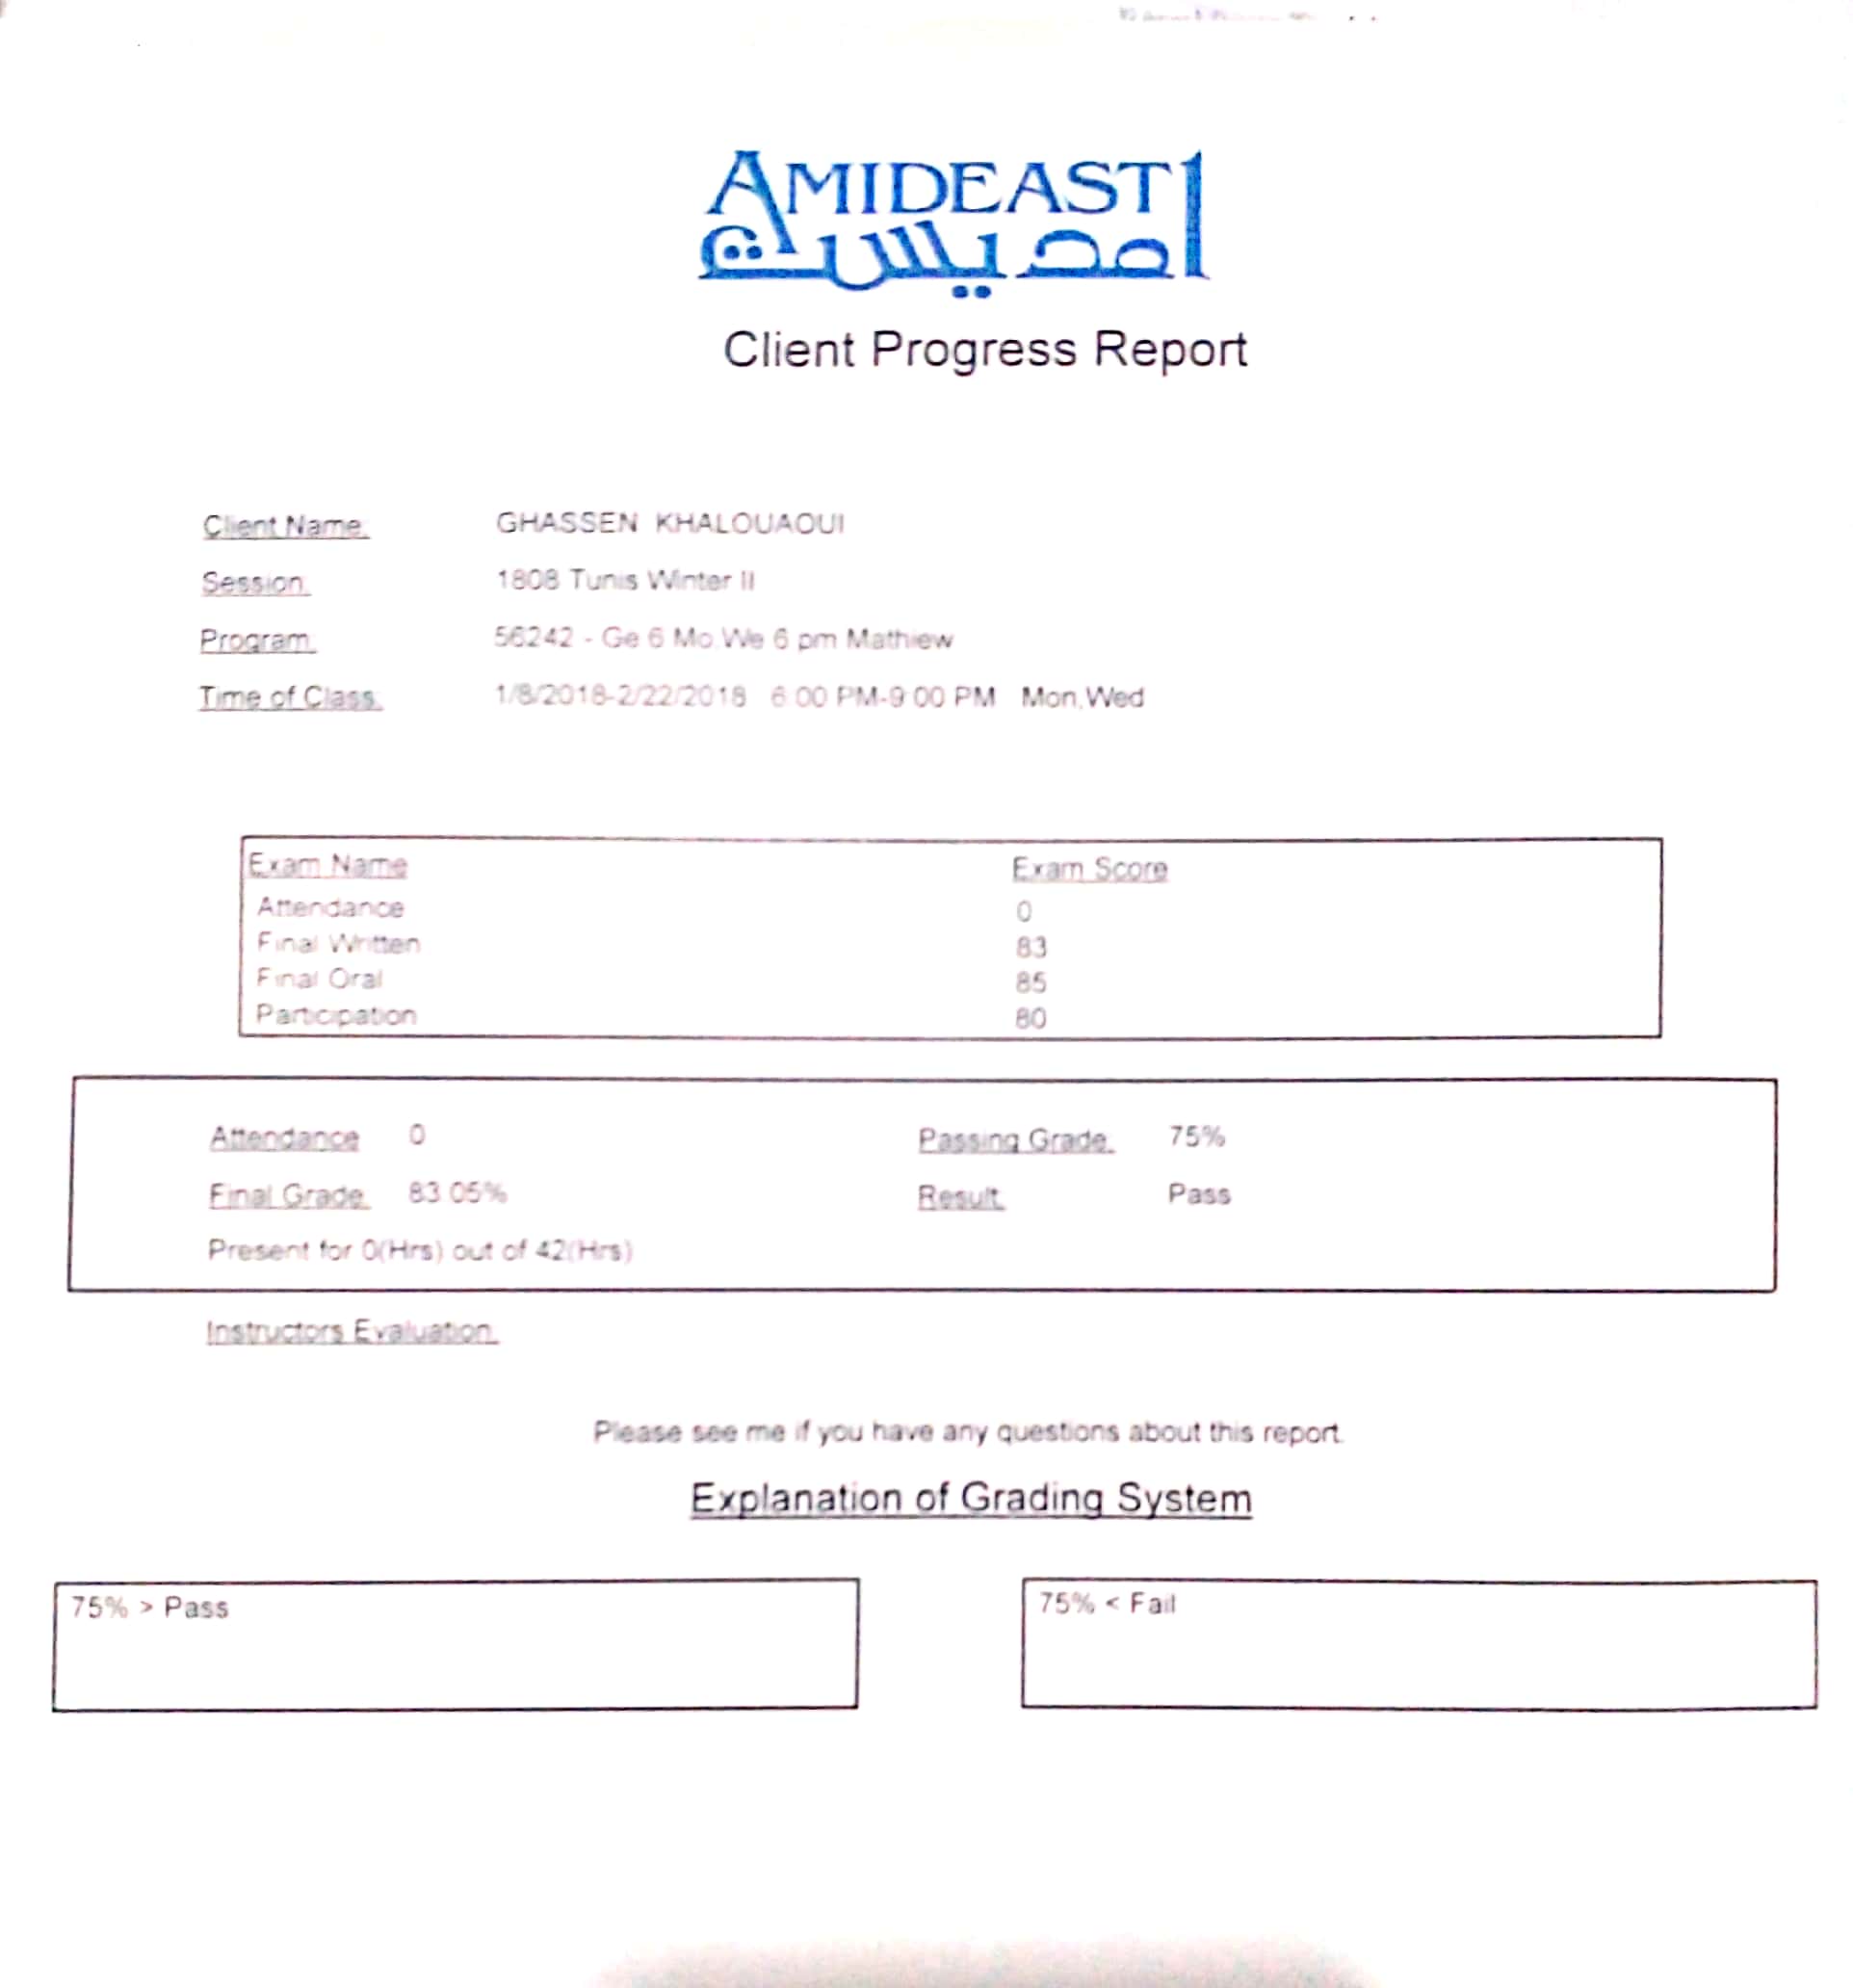 AMIDEAST
امديست
Client Progress Report
Client Name: GHASSEN KHALOUAOUI
Session: 1808 Tunis Winter II
Program: 56242 - Ge 6 Mo.We 6 pm Mathiew
Time of Class: 1/8/2018-2/22/2018 6:00 PM-9:00 PM Mon,Wed
Exam Name Exam Score
Attendance 0
Final Written 83
Final Oral 85
Participation 80
Attendance 0 Passing Grade: 75%
Final Grade: 83.05% Result: Pass
Present for 0(Hrs) out of 42(Hrs)
Instructors Evaluation:
Please see me if you have any questions about this report.
Explanation of Grading System
75% > Pass 75% < Fail